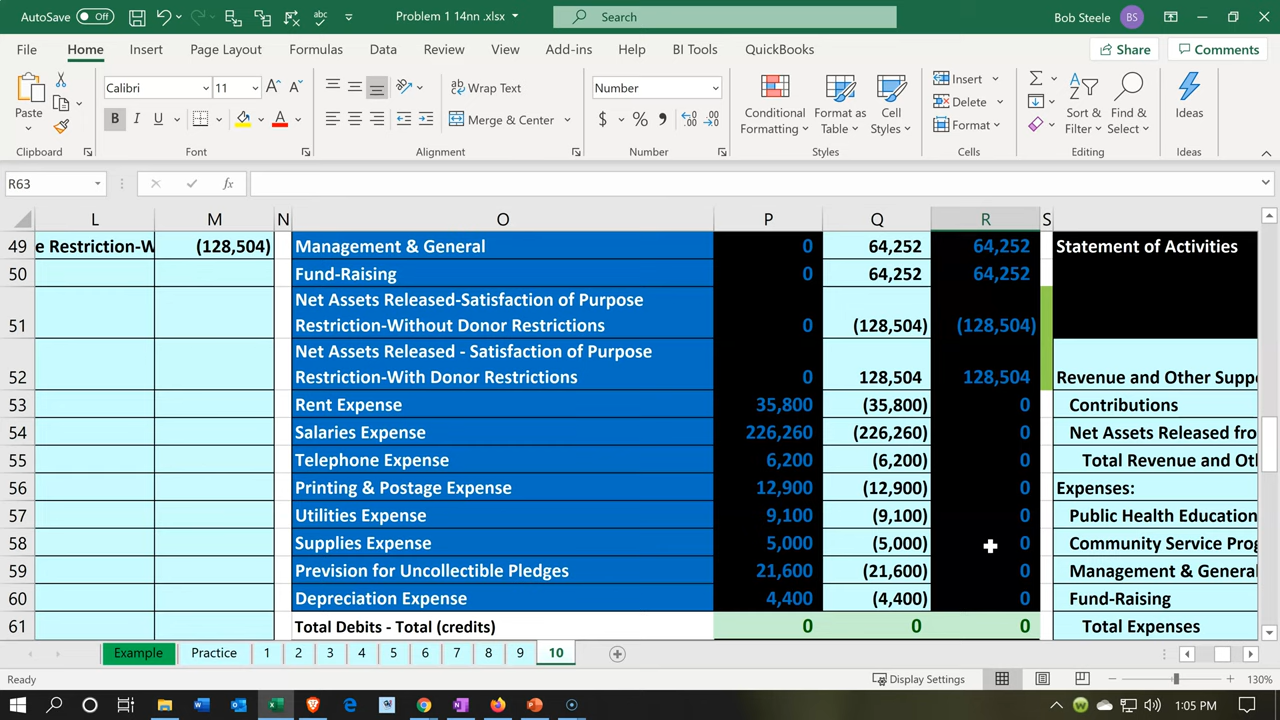 AutoSave Off Problem 1 14nn .xlsx Search Bob Steele BS
File Home Insert Page Layout Formulas Data Review View Add-ins Help BI Tools QuickBooks Share Comments
Calibri 11 Wrap Text Number Insert
Paste B I U Merge & Center $ % Conditional Formatting Format as Table Cell Styles Delete Format Sort & Filter Find & Select Ideas
Clipboard Font Alignment Number Styles Cells Editing Ideas
R63 fx
L M N O P Q R S
49 e Restriction-W (128,504) Management & General 0 64,252 64,252 Statement of Activities
50 Fund-Raising 0 64,252 64,252
Net Assets Released-Satisfaction of Purpose
51 Restriction-Without Donor Restrictions 0 (128,504) (128,504)
Net Assets Released - Satisfaction of Purpose
52 Restriction-With Donor Restrictions 0 128,504 128,504 Revenue and Other Supp
53 Rent Expense 35,800 (35,800) 0 Contributions
54 Salaries Expense 226,260 (226,260) 0 Net Assets Released fro
55 Telephone Expense 6,200 (6,200) 0 Total Revenue and Oth
56 Printing & Postage Expense 12,900 (12,900) 0 Expenses:
57 Utilities Expense 9,100 (9,100) 0 Public Health Education
58 Supplies Expense 5,000 (5,000) 0 Community Service Prog
59 Prevision for Uncollectible Pledges 21,600 (21,600) 0 Management & General
60 Depreciation Expense 4,400 (4,400) 0 Fund-Raising
61 Total Debits - Total (credits) 0 0 0 Total Expenses
Example Practice 1 2 3 4 5 6 7 8 9 10
Ready Display Settings 130%
1:05 PM